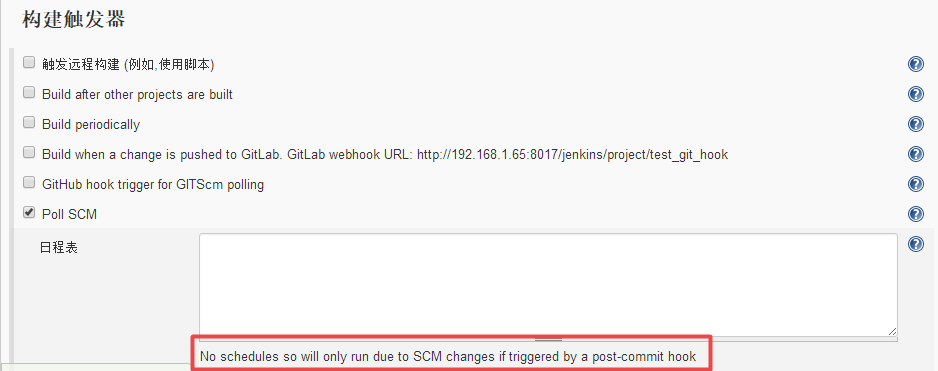 构建触发器
触发远程构建 (例如,使用脚本)
Build after other projects are built
Build periodically
Build when a change is pushed to GitLab. GitLab webhook URL: http://192.168.1.65:8017/jenkins/project/test_git_hook
GitHub hook trigger for GITScm polling
Poll SCM
日程表
No schedules so will only run due to SCM changes if triggered by a post-commit hook